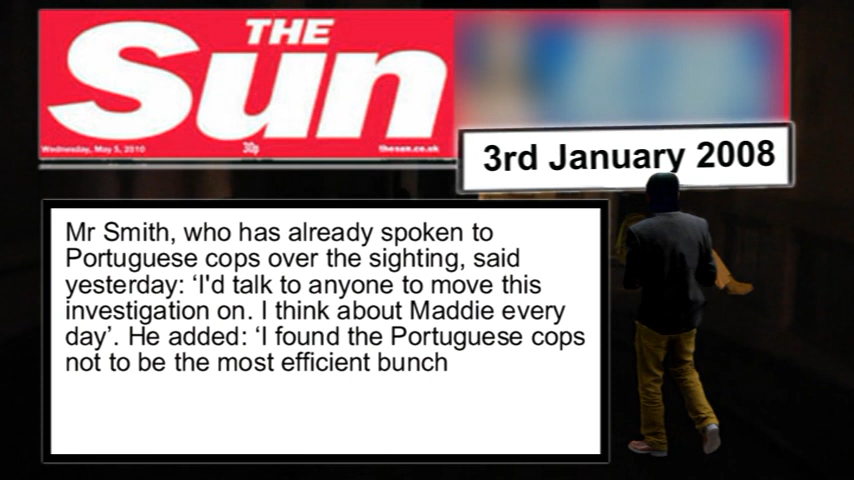 THE
Sun
Wednesday, May 5, 2010 30p thesun.co.uk
3rd January 2008
Mr Smith, who has already spoken to
Portuguese cops over the sighting, said
yesterday: ‘I'd talk to anyone to move this
investigation on. I think about Maddie every
day’. He added: ‘I found the Portuguese cops
not to be the most efficient bunch